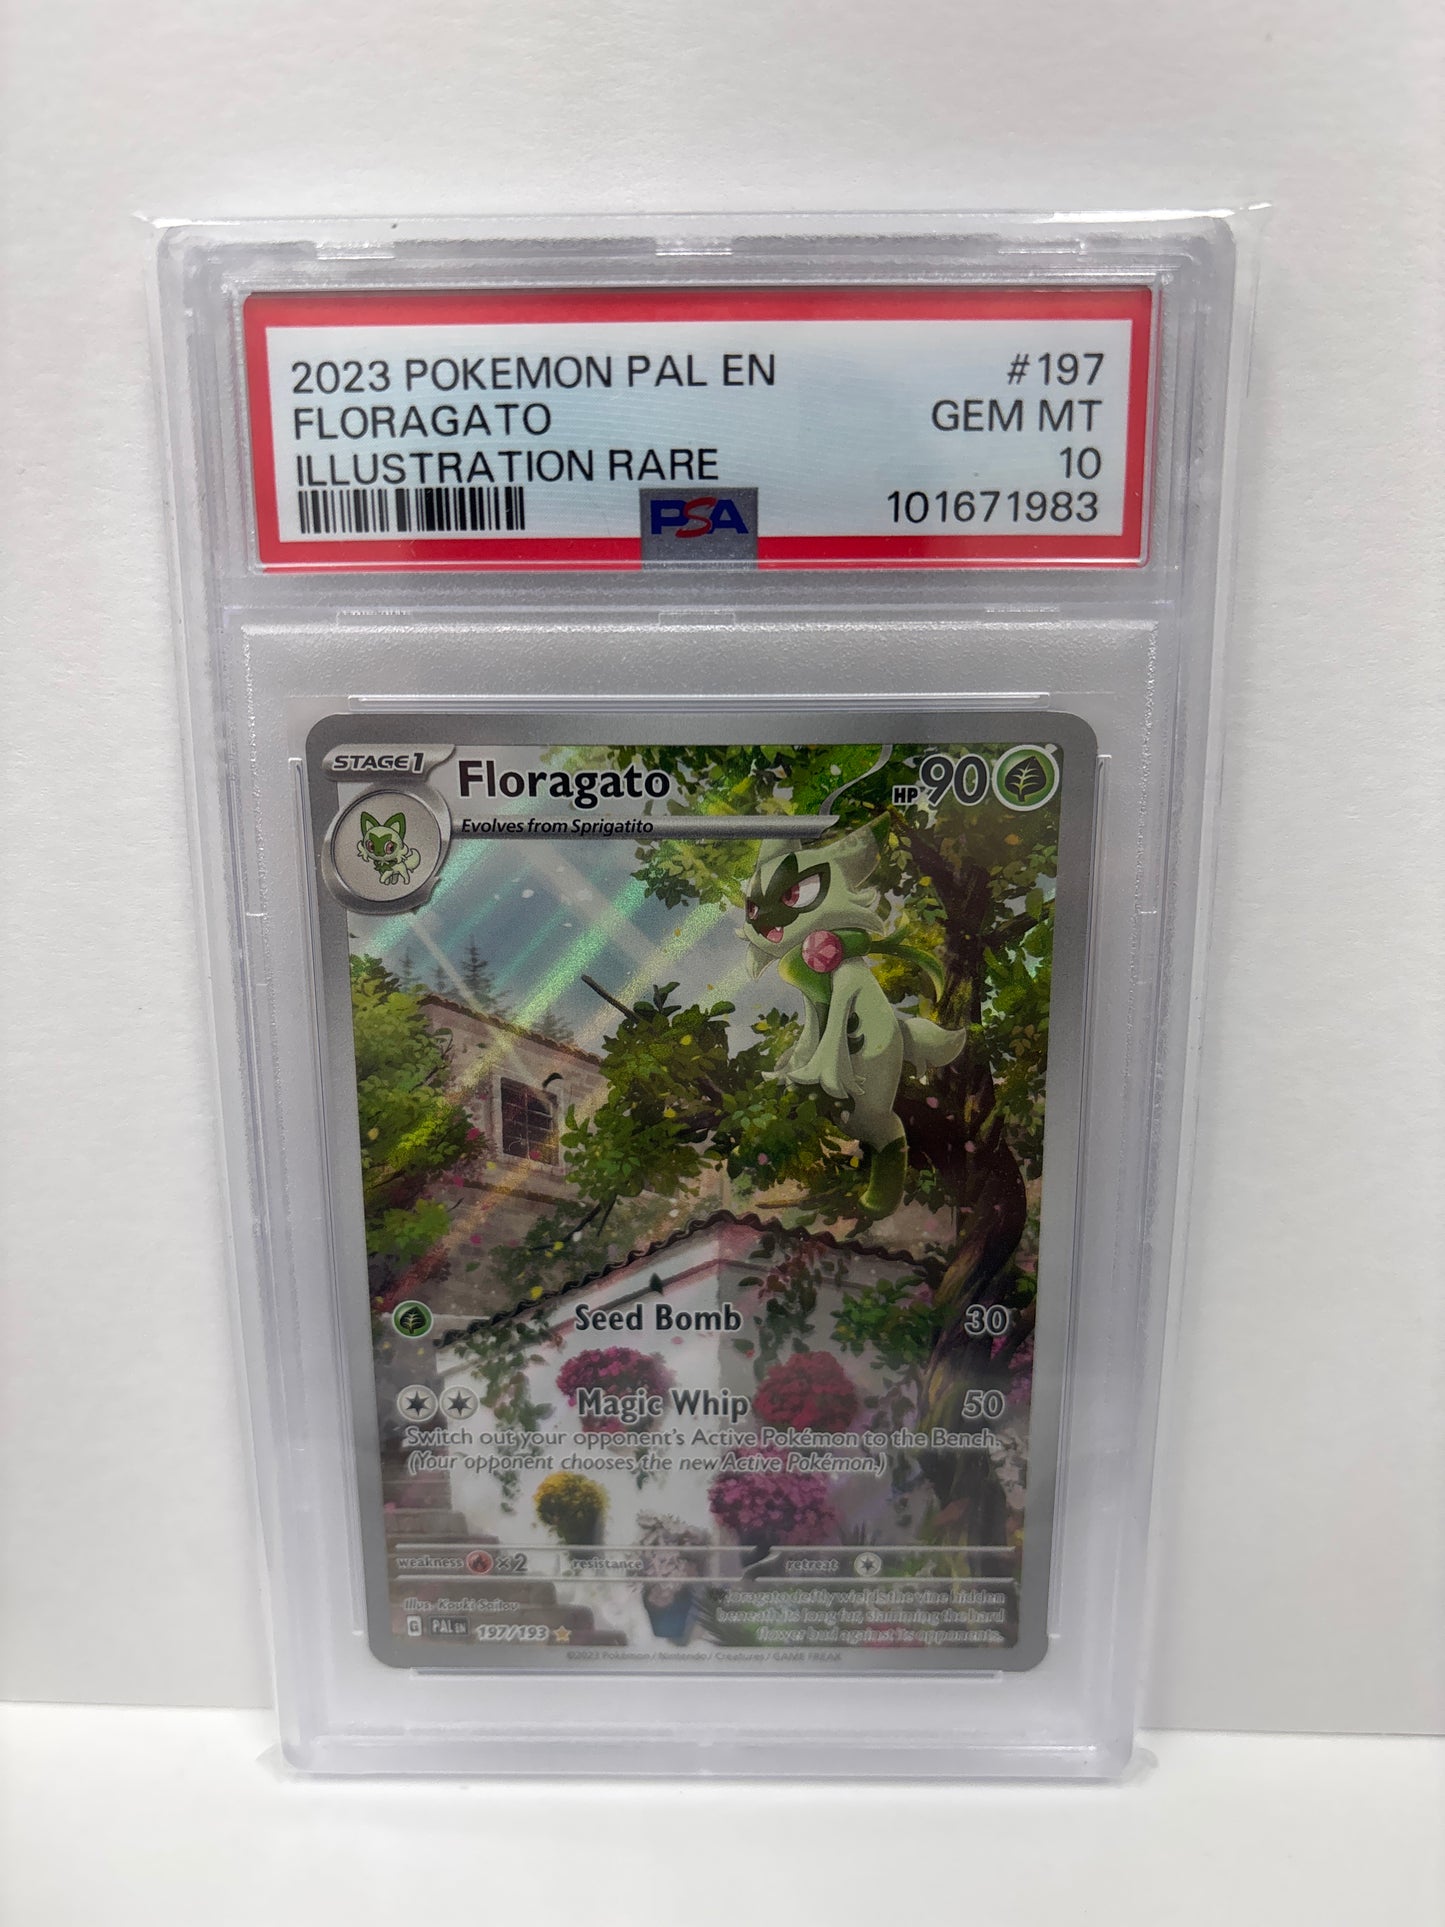 2023 POKEMON PAL EN #197
FLORAGATO GEM MT
ILLUSTRATION RARE 10
PSA 101671983
STAGE 1 Floragato HP 90
Evolves from Sprigatito
Seed Bomb 30
Magic Whip 50
Switch out your opponent's Active Pokémon to the Bench.
(Your opponent chooses the new Active Pokémon.)
weakness ×2 resistance retreat
Illus. Kouki Saitou
Floragato deftly wields the vine hidden
beneath its long fur, slamming the hard
flower bud against its opponents.
G PAL EN 197/193
©2023 Pokémon / Nintendo / Creatures / GAME FREAK